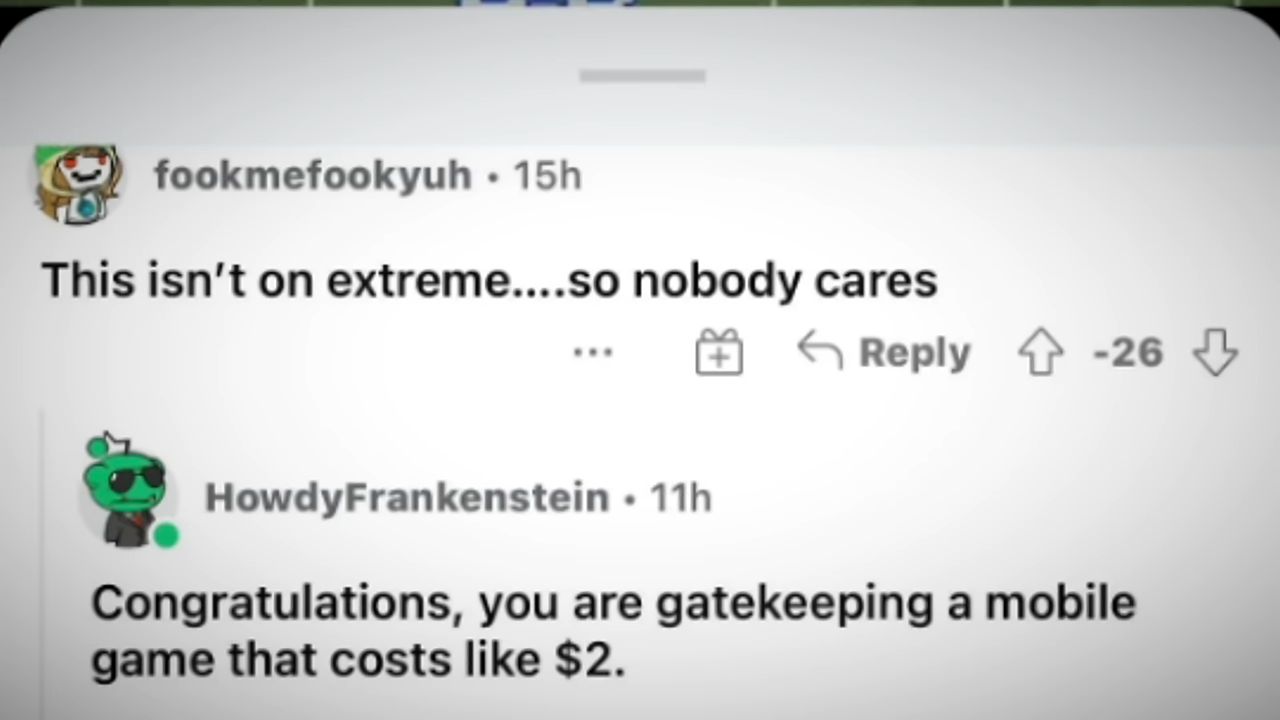 fookmefookyuh • 15h
This isn’t on extreme....so nobody cares
... Reply -26
HowdyFrankenstein • 11h
Congratulations, you are gatekeeping a mobile
game that costs like $2.